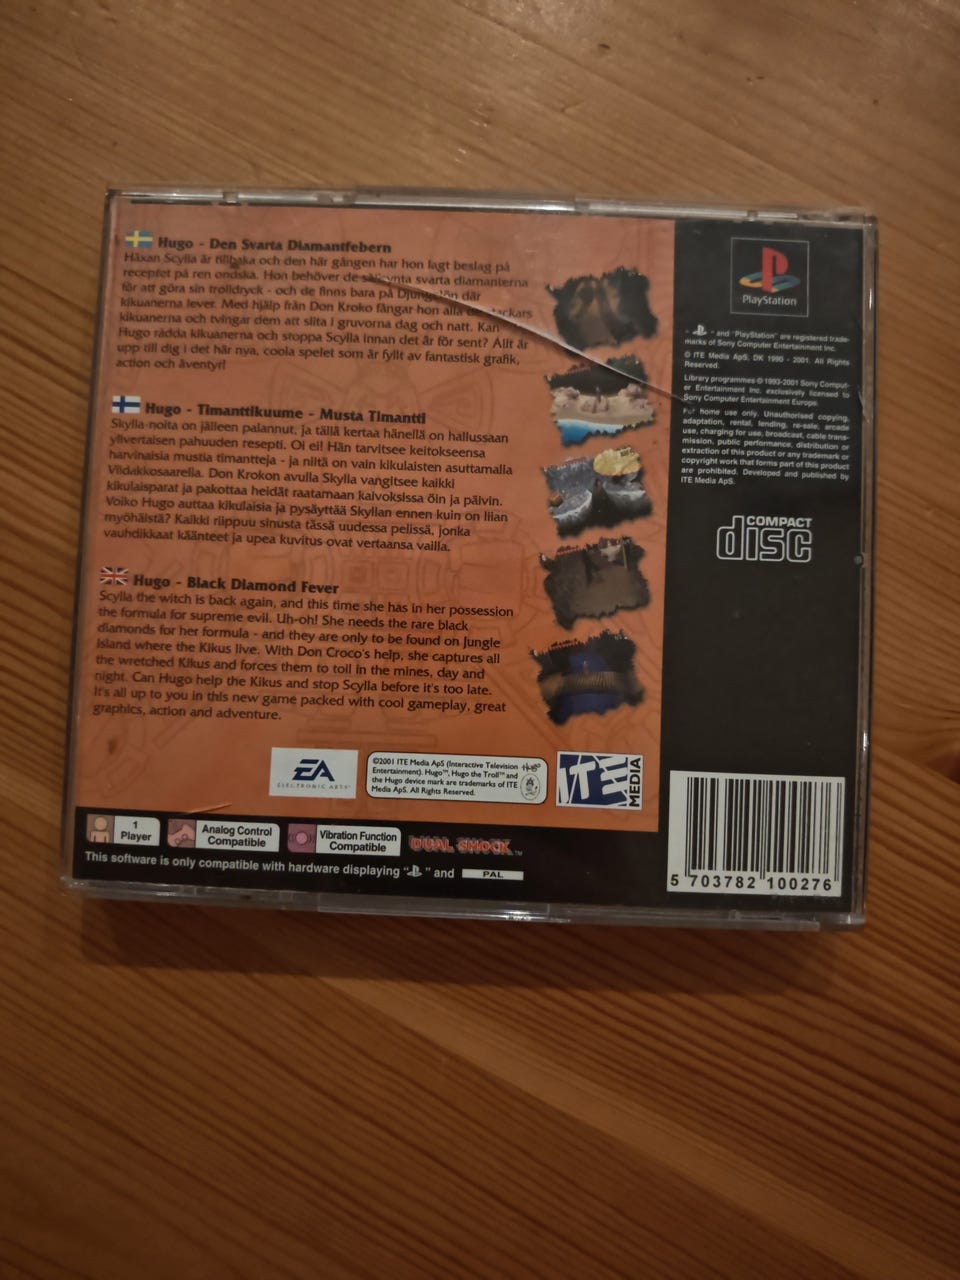 Hugo - Den Svarta Diamantfebern
Häxan Scylla är tillbaka och den här gången har hon lagt beslag på
receptet på ren ondska. Hon behöver de sällsynta svarta diamanterna
för att göra sin trolldryck - och de finns bara på Djungelön där
kikuanerna lever. Med hjälp från Don Kroko fångar hon alla de stackars
kikuanerna och tvingar dem att slita i gruvorna dag och natt. Kan
Hugo rädda kikuanerna och stoppa Scylla innan det är för sent? Allt är
upp till dig i det här nya, coola spelet som är fyllt av fantastisk grafik,
action och äventyr!
Hugo - Timanttikuume - Musta Timantti
Skylla-noita on jälleen palannut, ja tällä kertaa hänellä on hallussaan
ylivertaisen pahuuden resepti. Oi ei! Hän tarvitsee keitokseensa
harvinaisia mustia timantteja - ja niitä on vain kikulaisten asuttamalla
Viidakkosaarella. Don Krokon avulla Skylla vangitsee kaikki
kikulaisparat ja pakottaa heidät raatamaan kaivoksissa öin ja päivin.
Voiko Hugo auttaa kikulaisia ja pysäyttää Skyllan ennen kuin on liian
myöhäistä? Kaikki riippuu sinusta tässä uudessa pelissä, jonka
vauhdikkaat käänteet ja upea kuvitus ovat vertaansa vailla.
Hugo - Black Diamond Fever
Scylla the witch is back again, and this time she has in her possession
the formula for supreme evil. Uh-oh! She needs the rare black
diamonds for her formula - and they are only to be found on Jungle
Island where the Kikus live. With Don Croco's help, she captures all
the wretched Kikus and forces them to toil in the mines, day and
night. Can Hugo help the Kikus and stop Scylla before it's too late.
It's all up to you in this new game packed with cool gameplay, great
graphics, action and adventure.
EA
ELECTRONIC ARTS™
©2001 ITE Media ApS (Interactive Television
Entertainment). Hugo™, Hugo the Troll™ and
the Hugo device mark are trademarks of ITE
Media ApS. All Rights Reserved.
Hugo
ITE
MEDIA
1
Player
Analog Control
Compatible
Vibration Function
Compatible
DUAL SHOCK™
This software is only compatible with hardware displaying " " and PAL
PlayStation
" " and "PlayStation" are registered trade-
marks of Sony Computer Entertainment Inc.
© ITE Media ApS, DK 1990 - 2001. All Rights
Reserved.
Library programmes © 1993-2001 Sony Comput-
er Entertainment Inc. exclusively licensed to
Sony Computer Entertainment Europe.
For home use only. Unauthorised copying,
adaptation, rental, lending, re-sale, arcade
use, charging for use, broadcast, cable trans-
mission, public performance, distribution or
extraction of this product or any trademark or
copyright work that forms part of this product
are prohibited. Developed and published by
ITE Media ApS.
COMPACT
disc
5 703782 100276